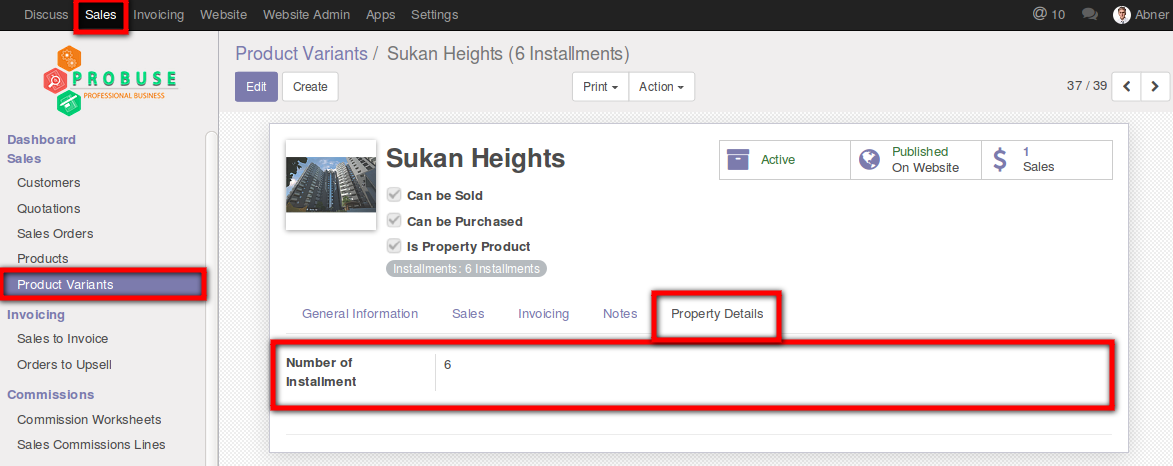 Discuss Sales Invoicing Website Website Admin Apps Settings @ 10 Abner
PROBUSE
PROFESSIONAL BUSINESS
Dashboard
Sales
Customers
Quotations
Sales Orders
Products
Product Variants
Invoicing
Sales to Invoice
Orders to Upsell
Commissions
Commission Worksheets
Sales Commissions Lines
Product Variants / Sukan Heights (6 Installments)
Edit Create Print Action 37 / 39
Sukan Heights
Can be Sold
Can be Purchased
Is Property Product
Installments: 6 Installments
Active
Published
On Website
$ 1
Sales
General Information Sales Invoicing Notes Property Details
Number of
Installment
6